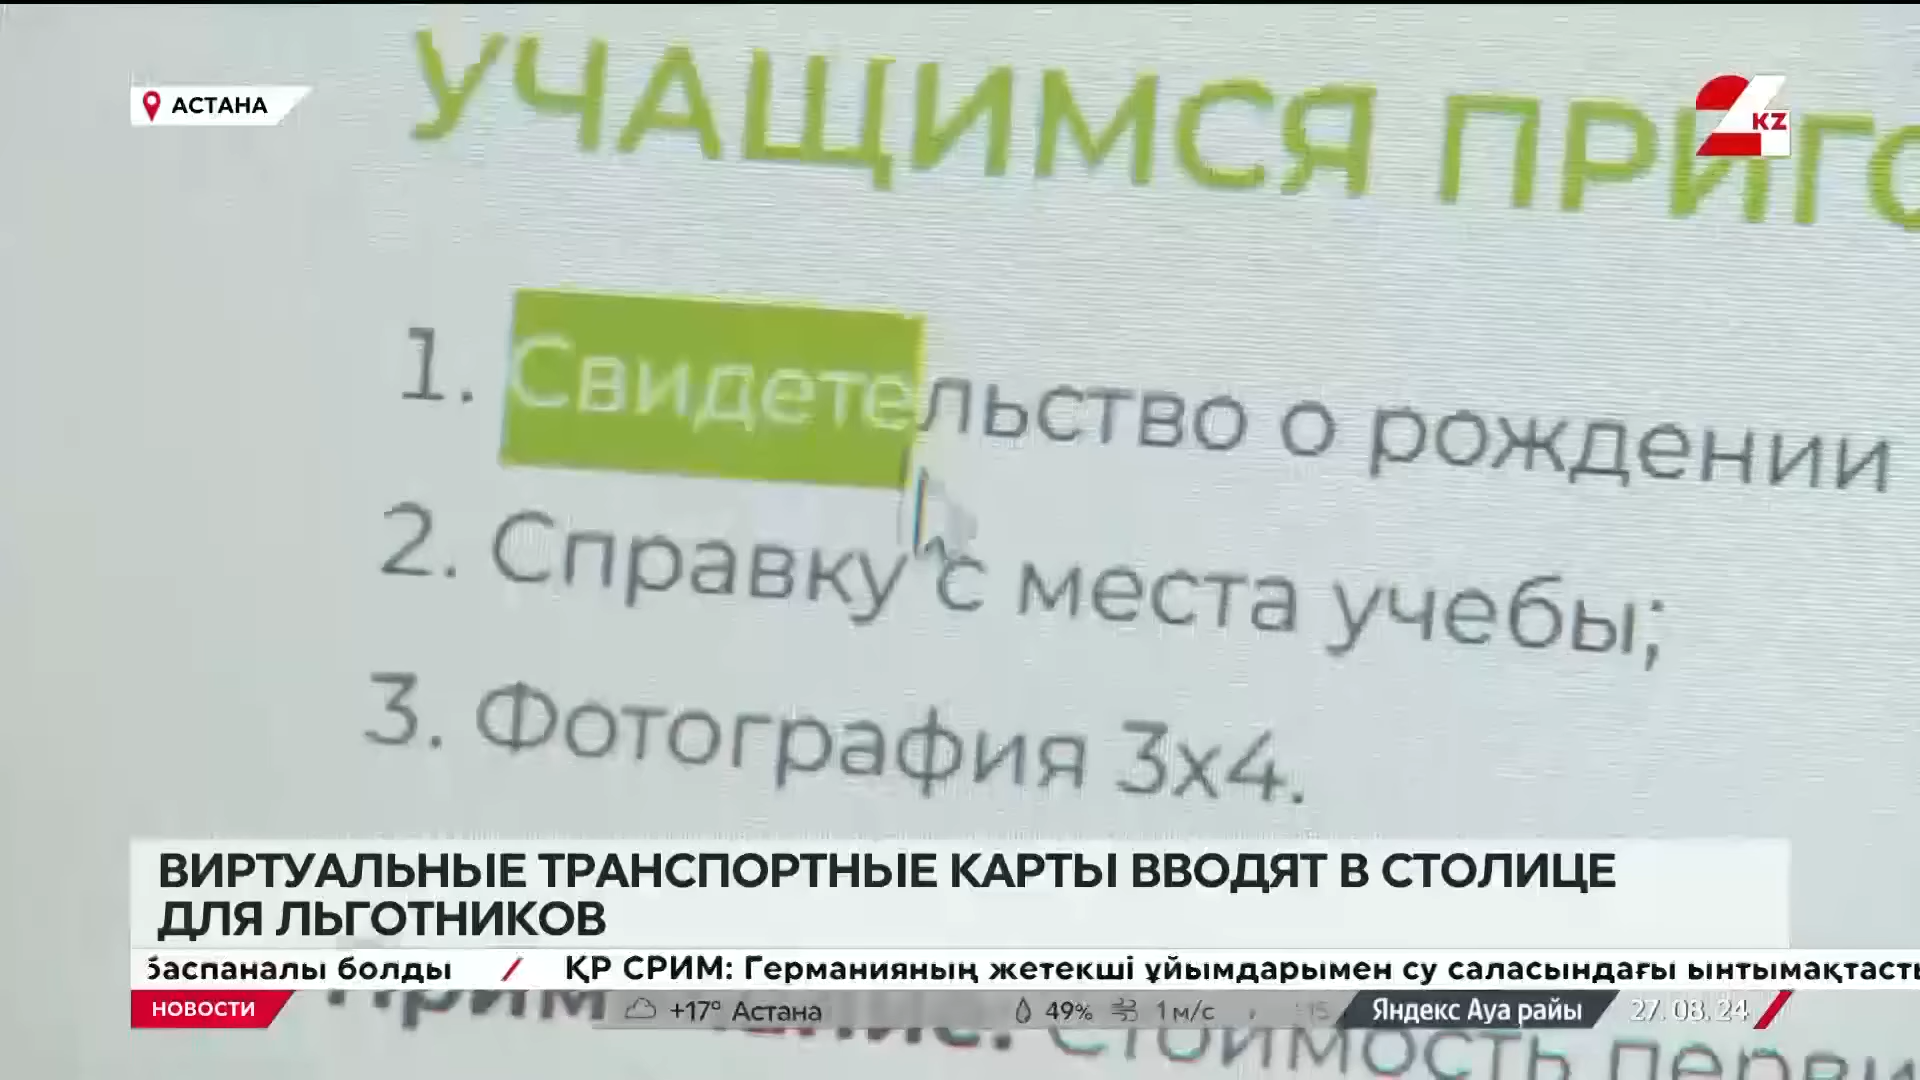 УЧАЩИМСЯ ПРИГО
АСТАНА
24 KZ
1. Свидетельство о рождении
2. Справку с места учебы;
3. Фотография 3х4.
ВИРТУАЛЬНЫЕ ТРАНСПОРТНЫЕ КАРТЫ ВВОДЯТ В СТОЛИЦЕ
ДЛЯ ЛЬГОТНИКОВ
баспаналы болды / ҚР СРИМ: Германияның жетекші ұйымдарымен су саласындағы ынтымақтасты
НОВОСТИ +17° Астана 49% 1 м/с Яндекс Ауа райы 27.08.24
Стоимость перви